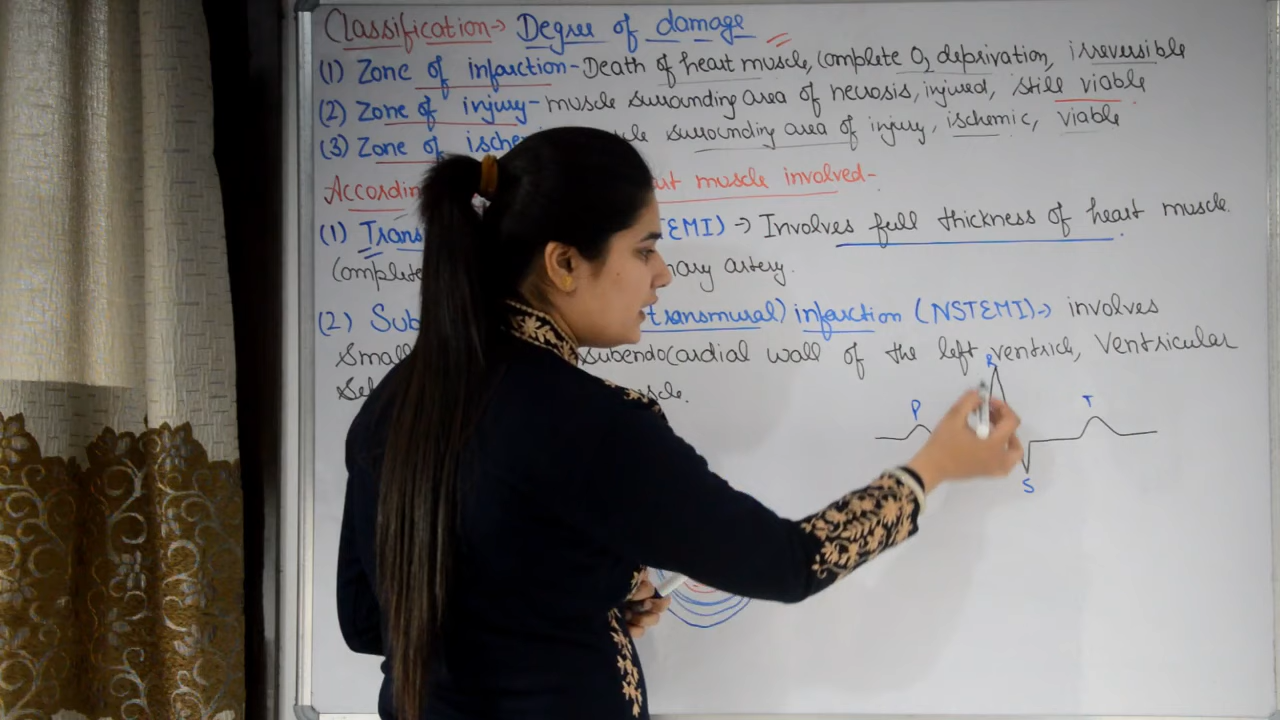 Classification → Degree of damage
(1) Zone of infarction - Death of heart muscle, complete O2 deprivation, irreversible
(2) Zone of injury - muscle surrounding area of necrosis, injured, still viable
(3) Zone of ische surrounding area of injury, ischemic, viable
Accordin muscle involved-
(1) Trans EMI) → Involves full thickness of heart muscle.
(complete artery.
(2) Sub transmural) infarction (NSTEMI) → involves
small subendocardial wall of the left ventricle, Ventricular
R
P
T
S